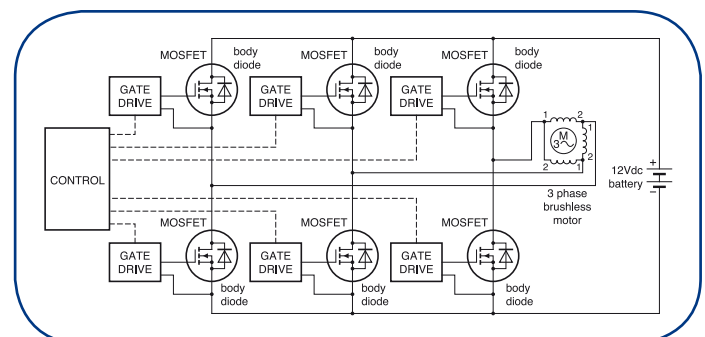 MOSFET
body
diode
MOSFET
body
diode
MOSFET
body
diode
GATE
DRIVE
GATE
DRIVE
GATE
DRIVE
1
2
1
M
3~
2
2
1
3 phase
brushless
motor
+
12Vdc
battery
−
CONTROL
MOSFET
MOSFET
MOSFET
GATE
DRIVE
GATE
DRIVE
GATE
DRIVE
body
diode
body
diode
body
diode